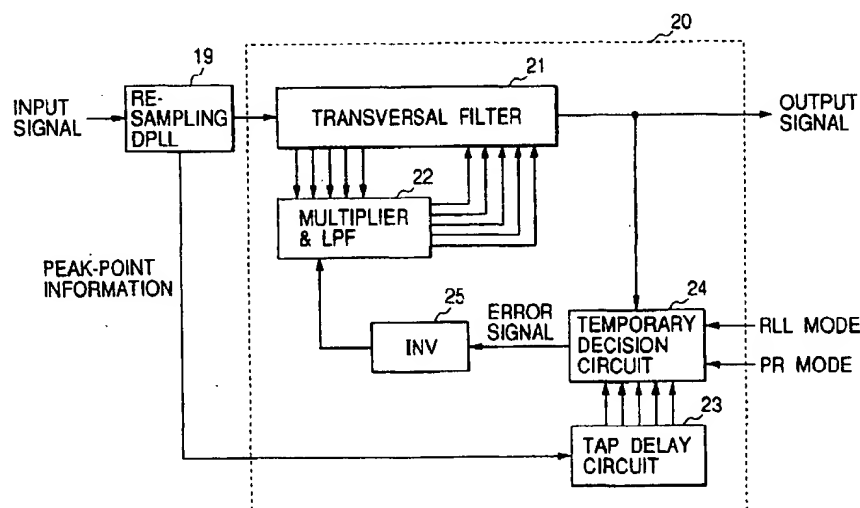 20
19
21
INPUT
SIGNAL
RE-
SAMPLING
DPLL
TRANSVERSAL FILTER
OUTPUT
SIGNAL
22
MULTIPLIER
& LPF
PEAK-POINT
INFORMATION
25
INV
ERROR
SIGNAL
24
TEMPORARY
DECISION
CIRCUIT
RLL MODE
PR MODE
23
TAP DELAY
CIRCUIT